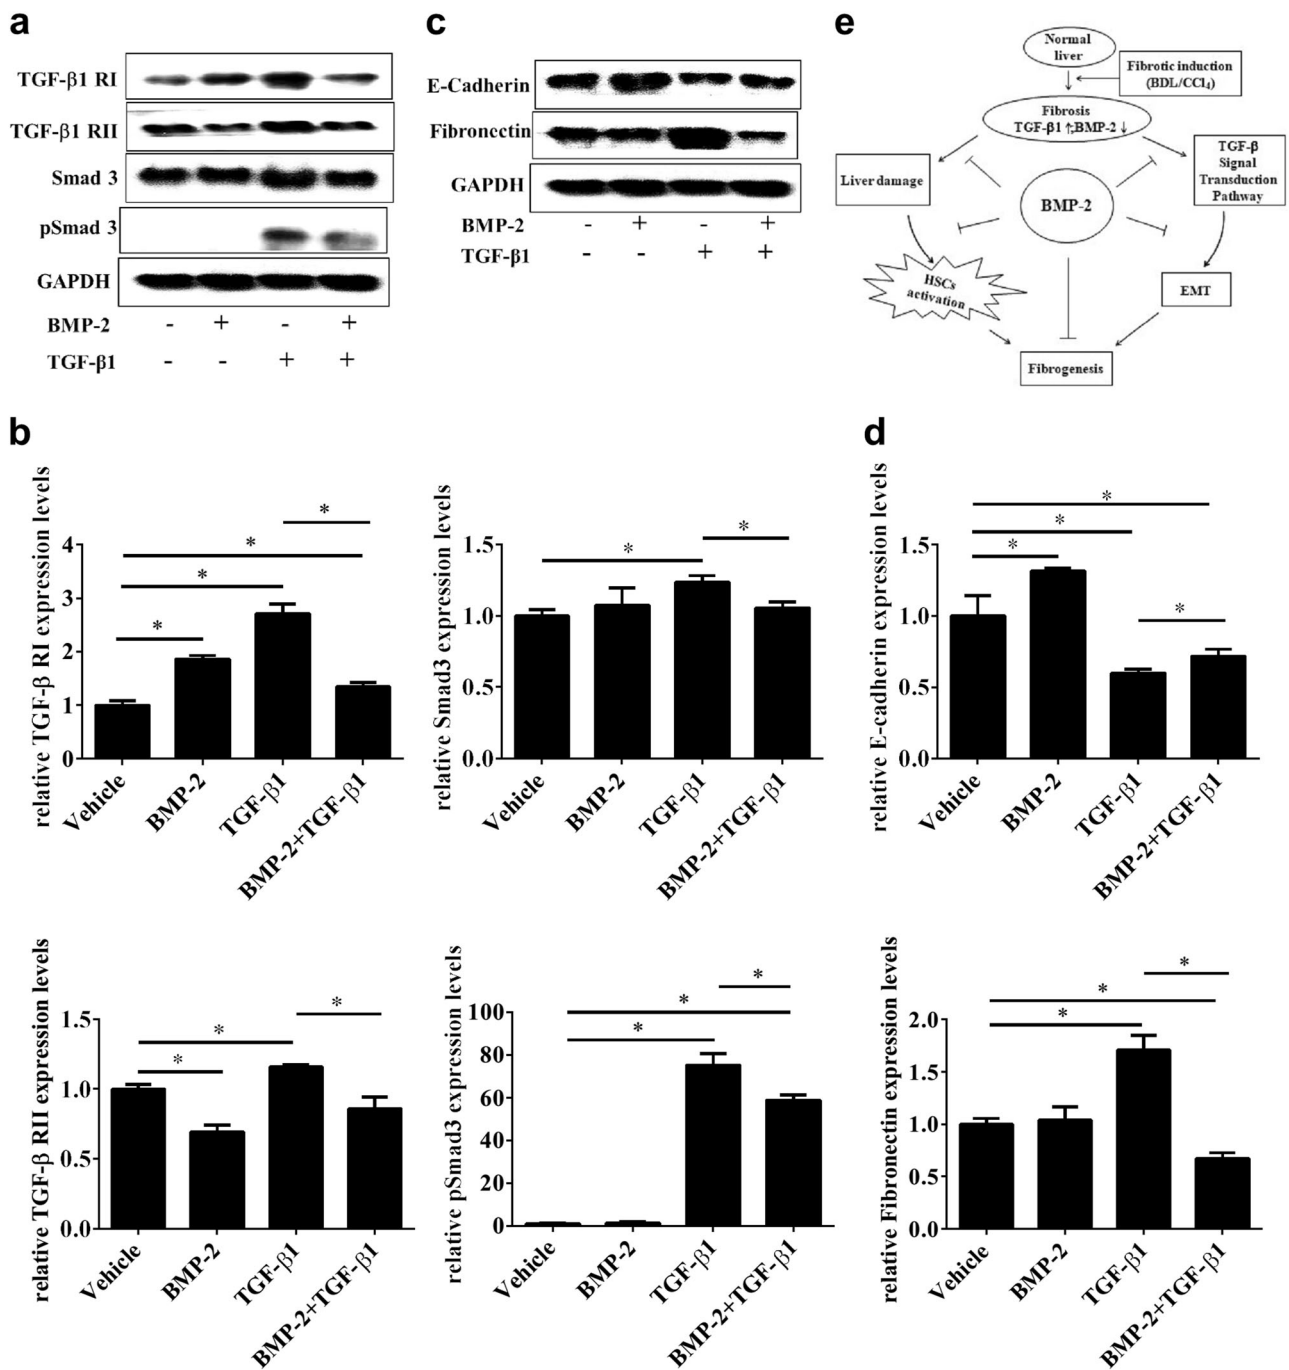 a
TGF-β1 RI
TGF-β1 RII
Smad 3
pSmad 3
GAPDH
BMP-2 - + - +
TGF-β1 - - + +
c
E-Cadherin
Fibronectin
GAPDH
BMP-2 - + - +
TGF-β1 - - + +
e
Normal
liver
Fibrotic induction
(BDL/CCl₄)
Fibrosis
TGF-β1 ↑;BMP-2 ↓
Liver damage
TGF-β
Signal
Transduction
Pathway
BMP-2
HSCs
activation
EMT
Fibrogenesis
b
relative TGF-β RI expression levels
4
3
2
1
0
*
*
*
*
Vehicle
BMP-2
TGF-β1
BMP-2+TGF-β1
relative Smad3 expression levels
1.5
1.0
0.5
0.0
*
*
Vehicle
BMP-2
TGF-β1
BMP-2+TGF-β1
d
relative E-cadherin expression levels
1.5
1.0
0.5
0.0
*
*
*
*
Vehicle
BMP-2
TGF-β1
BMP-2+TGF-β1
relative TGF-β RII expression levels
1.5
1.0
0.5
0.0
*
*
*
Vehicle
BMP-2
TGF-β1
BMP-2+TGF-β1
relative pSmad3 expression levels
100
80
60
40
20
0
*
*
*
Vehicle
BMP-2
TGF-β1
BMP-2+TGF-β1
relative Fibronectin expression levels
2.0
1.5
1.0
0.5
0.0
*
*
*
Vehicle
BMP-2
TGF-β1
BMP-2+TGF-β1